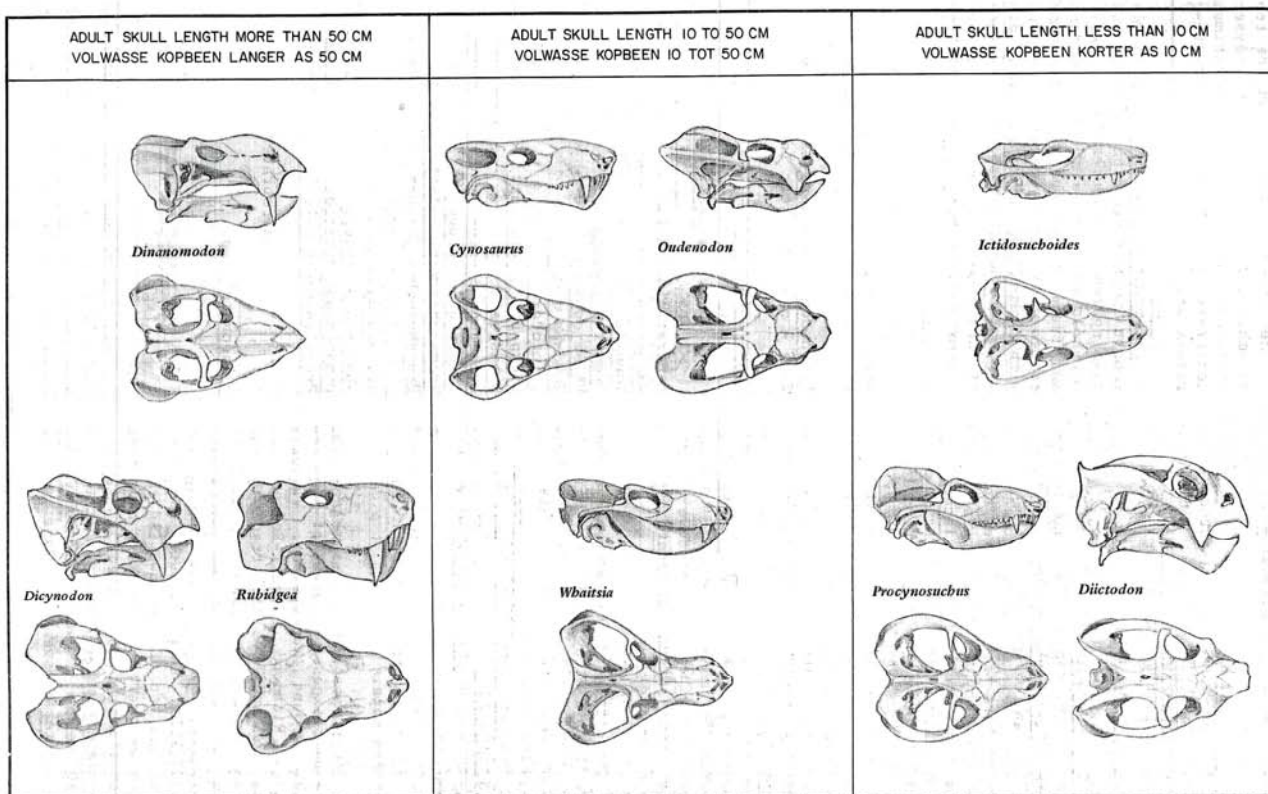 ADULT SKULL LENGTH MORE THAN 50 CM
VOLWASSE KOPBEEN LANGER AS 50 CM
ADULT SKULL LENGTH 10 TO 50 CM
VOLWASSE KOPBEEN 10 TOT 50 CM
ADULT SKULL LENGTH LESS THAN 10 CM
VOLWASSE KOPBEEN KORTER AS 10 CM
Dinanomodon
Cynosaurus
Oudenodon
Ictidosuchoides
Dicynodon
Rubidgea
Whaitsia
Procynosuchus
Diictodon